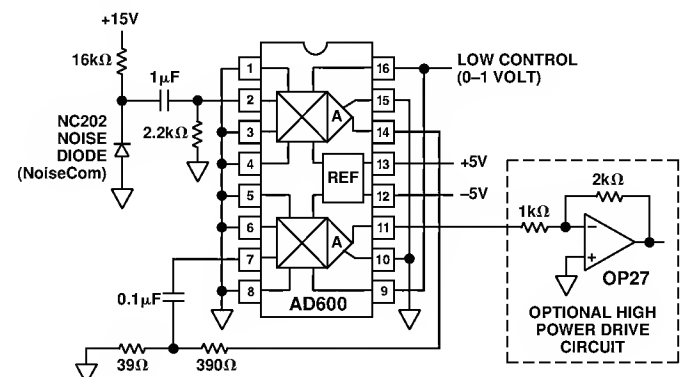 +15V
16kΩ
1μF
NC202
NOISE
DIODE
(NoiseCom)
2.2kΩ
1
2
3
4
5
6
7
8
A
REF
A
AD600
16
15
14
13
12
11
10
9
LOW CONTROL
(0–1 VOLT)
+5V
–5V
0.1μF
39Ω
390Ω
1kΩ
2kΩ
–
+
OP27
OPTIONAL HIGH
POWER DRIVE
CIRCUIT